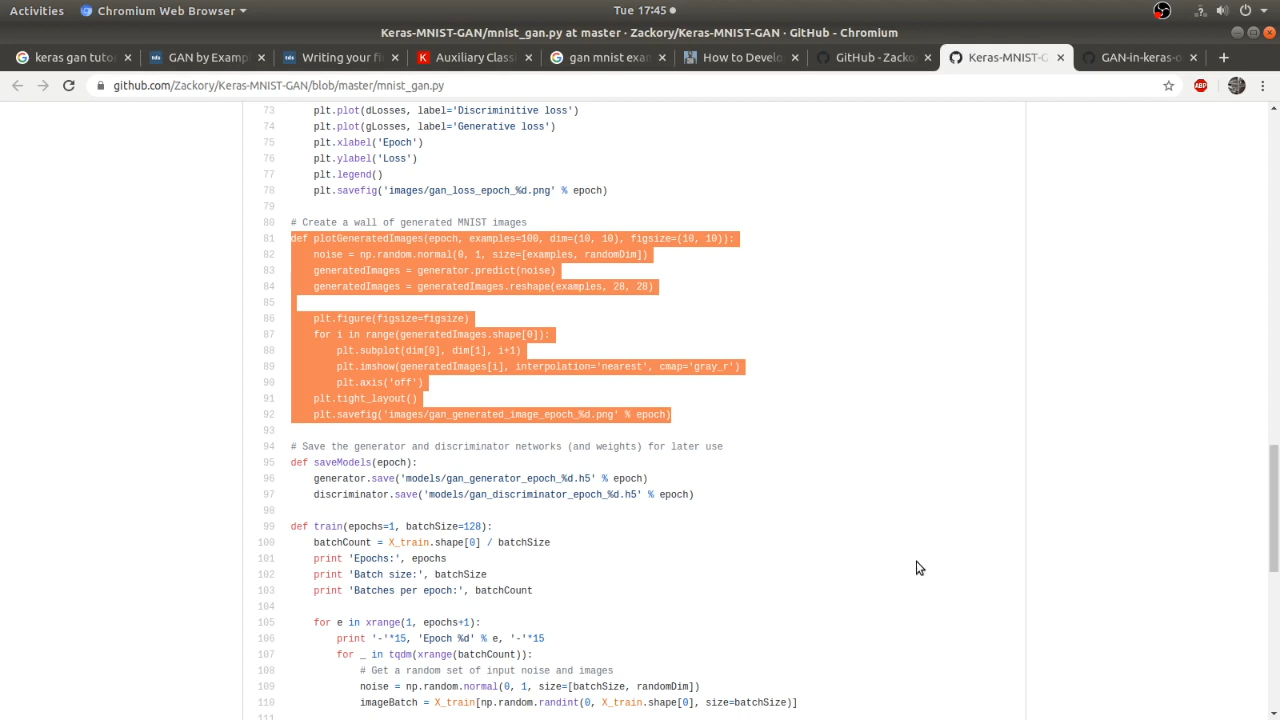 Activities Chromium Web Browser Tue 17:45
Keras-MNIST-GAN/mnist_gan.py at master · Zackory/Keras-MNIST-GAN · GitHub - Chromium
keras gan tuto GAN by Examp Writing your fi Auxiliary Classi gan mnist exam How to Develo GitHub - Zacko Keras-MNIST-G GAN-in-keras-o
github.com/Zackory/Keras-MNIST-GAN/blob/master/mnist_gan.py ABP
73 plt.plot(dLosses, label='Discriminitive loss')
74 plt.plot(gLosses, label='Generative loss')
75 plt.xlabel('Epoch')
76 plt.ylabel('Loss')
77 plt.legend()
78 plt.savefig('images/gan_loss_epoch_%d.png' % epoch)
79
80 # Create a wall of generated MNIST images
81 def plotGeneratedImages(epoch, examples=100, dim=(10, 10), figsize=(10, 10)):
82 noise = np.random.normal(0, 1, size=[examples, randomDim])
83 generatedImages = generator.predict(noise)
84 generatedImages = generatedImages.reshape(examples, 28, 28)
85
86 plt.figure(figsize=figsize)
87 for i in range(generatedImages.shape[0]):
88 plt.subplot(dim[0], dim[1], i+1)
89 plt.imshow(generatedImages[i], interpolation='nearest', cmap='gray_r')
90 plt.axis('off')
91 plt.tight_layout()
92 plt.savefig('images/gan_generated_image_epoch_%d.png' % epoch)
93
94 # Save the generator and discriminator networks (and weights) for later use
95 def saveModels(epoch):
96 generator.save('models/gan_generator_epoch_%d.h5' % epoch)
97 discriminator.save('models/gan_discriminator_epoch_%d.h5' % epoch)
98
99 def train(epochs=1, batchSize=128):
100 batchCount = X_train.shape[0] / batchSize
101 print 'Epochs:', epochs
102 print 'Batch size:', batchSize
103 print 'Batches per epoch:', batchCount
104
105 for e in xrange(1, epochs+1):
106 print '-'*15, 'Epoch %d' % e, '-'*15
107 for _ in tqdm(xrange(batchCount)):
108 # Get a random set of input noise and images
109 noise = np.random.normal(0, 1, size=[batchSize, randomDim])
110 imageBatch = X_train[np.random.randint(0, X_train.shape[0], size=batchSize)]
111